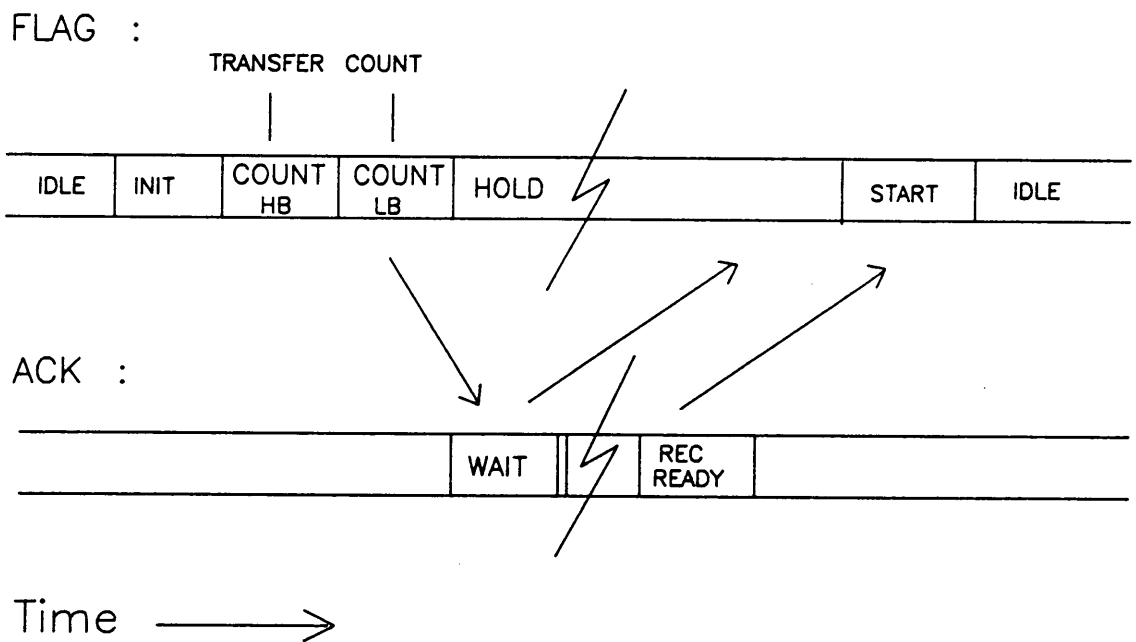 FLAG :
TRANSFER COUNT
IDLE INIT COUNT HB COUNT LB HOLD START IDLE
ACK :
WAIT REC READY
Time